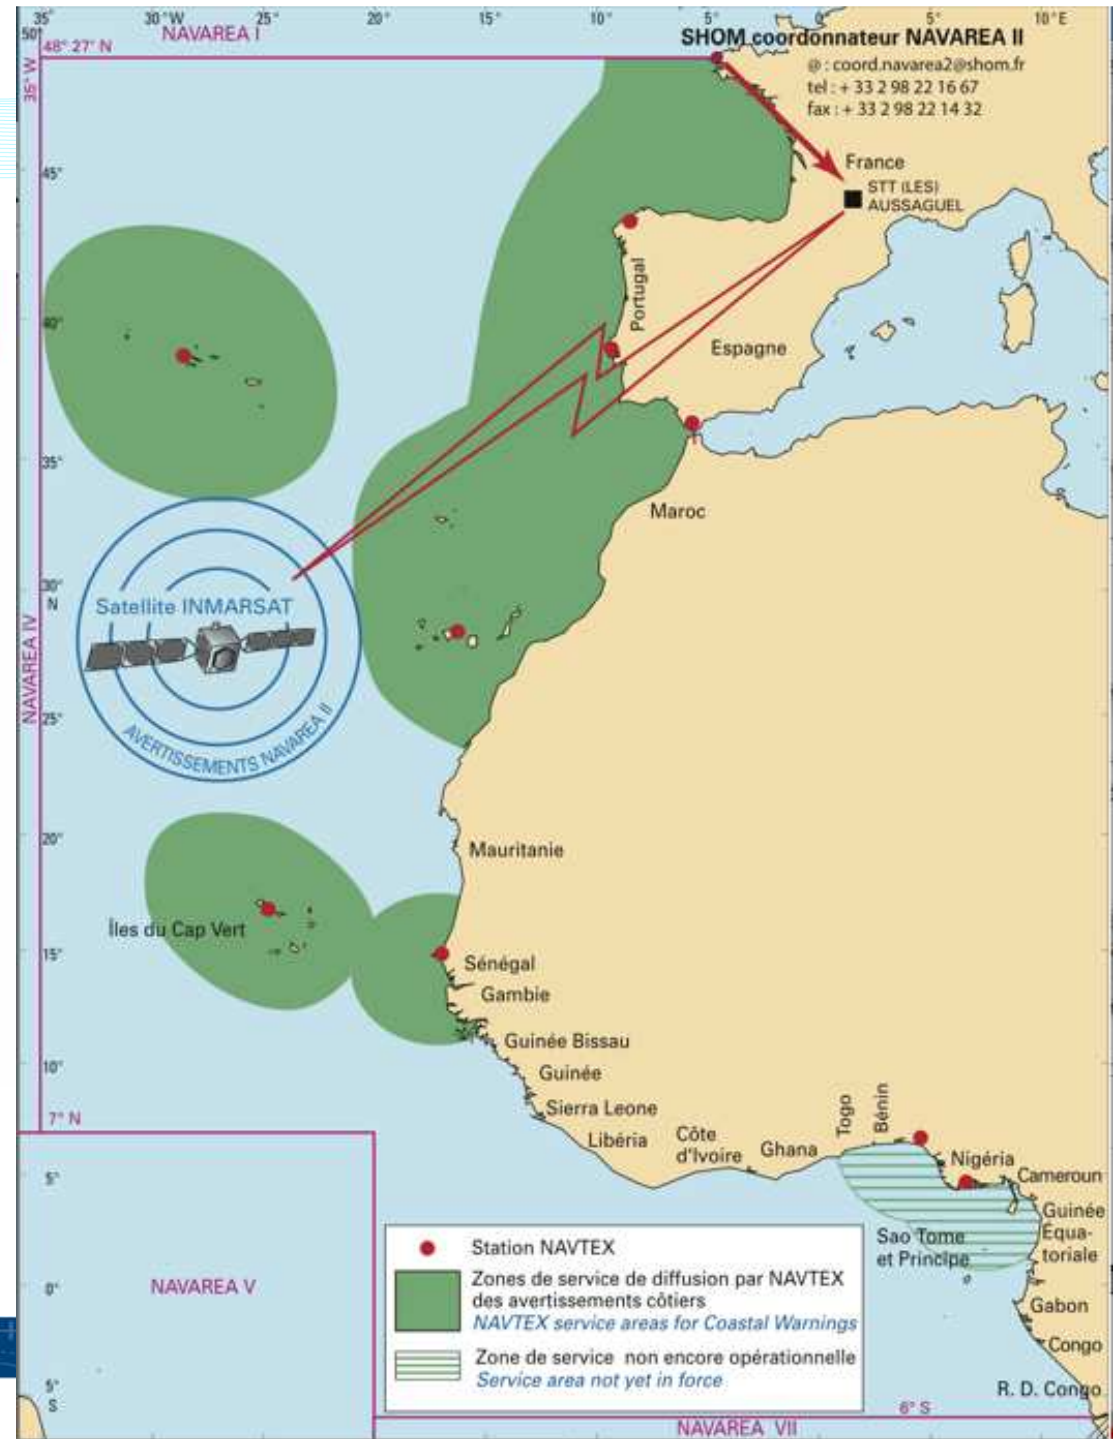 35°
30°W
25°
20°
15°
10°
5°
0°
5°
10°E
50°
NAVAREA I
48° 27' N
35° W
SHOM coordonnateur NAVAREA II
@ : coord.navarea2@shom.fr
tel : + 33 2 98 22 16 67
fax : + 33 2 98 22 14 32
45°
France
STT (LES)
AUSSAGUEL
40°
Portugal
Espagne
35°
Maroc
30°
N
Satellite INMARSAT
NAVAREA IV
25°
AVERTISSEMENTS NAVAREA II
20°
Mauritanie
Îles du Cap Vert
15°
Sénégal
Gambie
Guinée Bissau
10°
Guinée
Sierra Leone
7° N
Libéria
Côte
d'Ivoire
Ghana
Togo
Bénin
Nigéria
5°
Cameroun
Guinée
Équa-
toriale
Sao Tome
et Principe
Station NAVTEX
Zones de service de diffusion par NAVTEX
des avertissements côtiers
NAVTEX service areas for Coastal Warnings
Zone de service non encore opérationnelle
Service area not yet in force
NAVAREA V
0°
Gabon
Congo
5°
S
R. D. Congo
6° S
NAVAREA VII